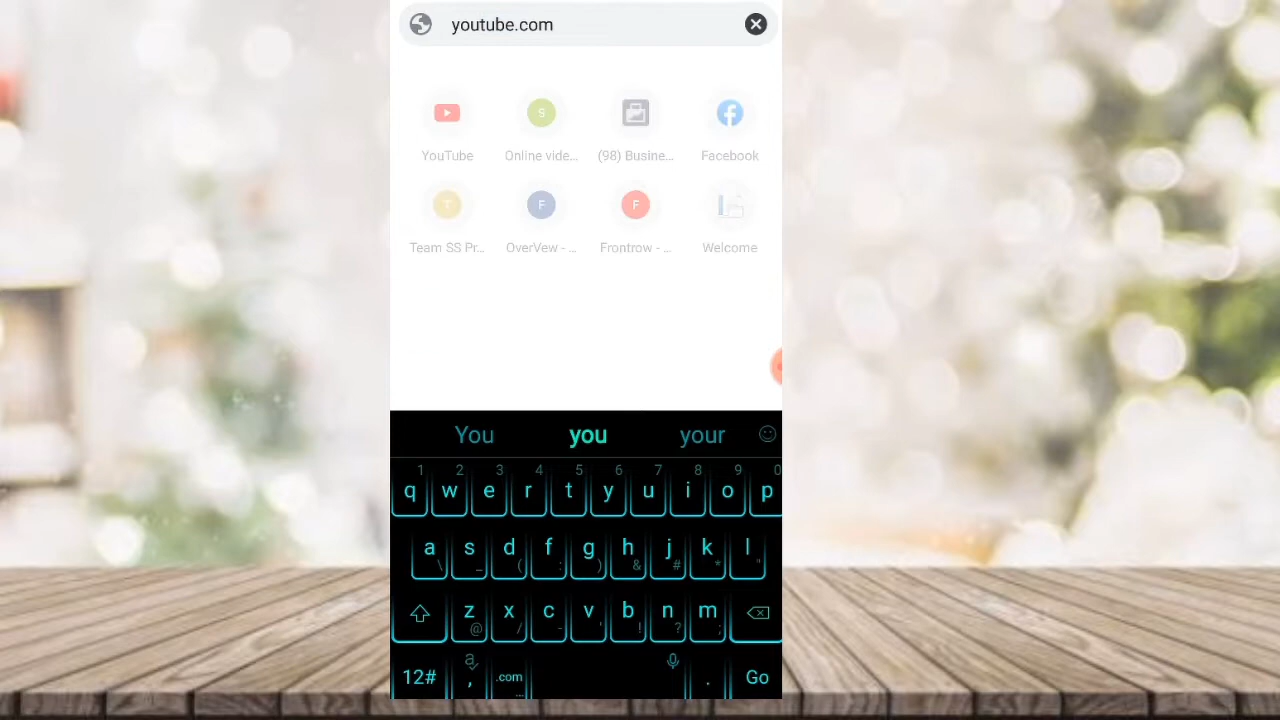 youtube.com
S
YouTube Online vide... (98) Busine... Facebook
T F F
Team SS Pr... OverVew - ... Frontrow - ... Welcome
You you your
1 2 3 4 5 6 7 8 9 0
q w e r t y u i o p
a s d f g h j k l
\ _ ( : ) & # * "
z x c v b n m
@ / - ' ! ? ;
a
12# , .com . Go